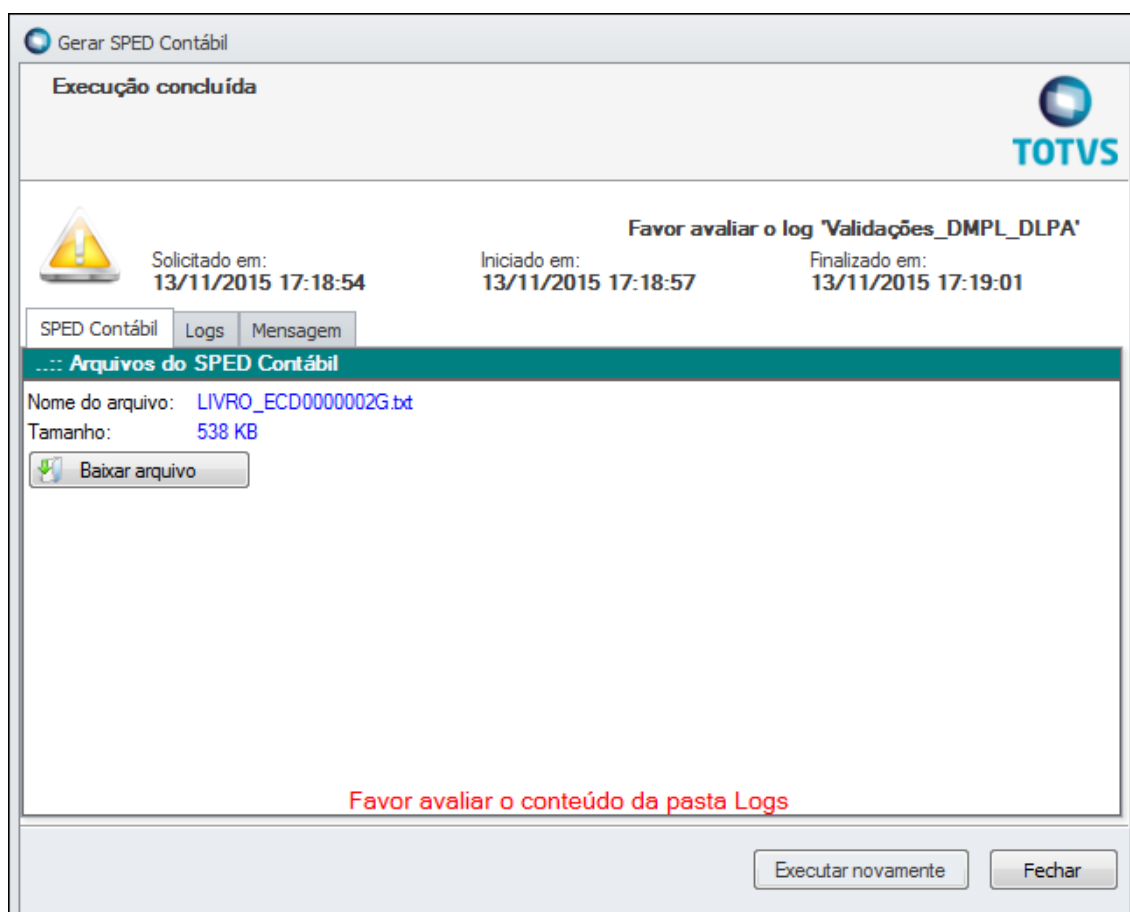 Gerar SPED Contábil
Execução concluída
TOTVS
Favor avaliar o log 'Validações_DMPL_DLPA'
Solicitado em: Iniciado em: Finalizado em:
13/11/2015 17:18:54 13/11/2015 17:18:57 13/11/2015 17:19:01
SPED Contábil Logs Mensagem
..:: Arquivos do SPED Contábil
Nome do arquivo: LIVRO_ECD0000002G.txt
Tamanho: 538 KB
Baixar arquivo
Favor avaliar o conteúdo da pasta Logs
Executar novamente Fechar